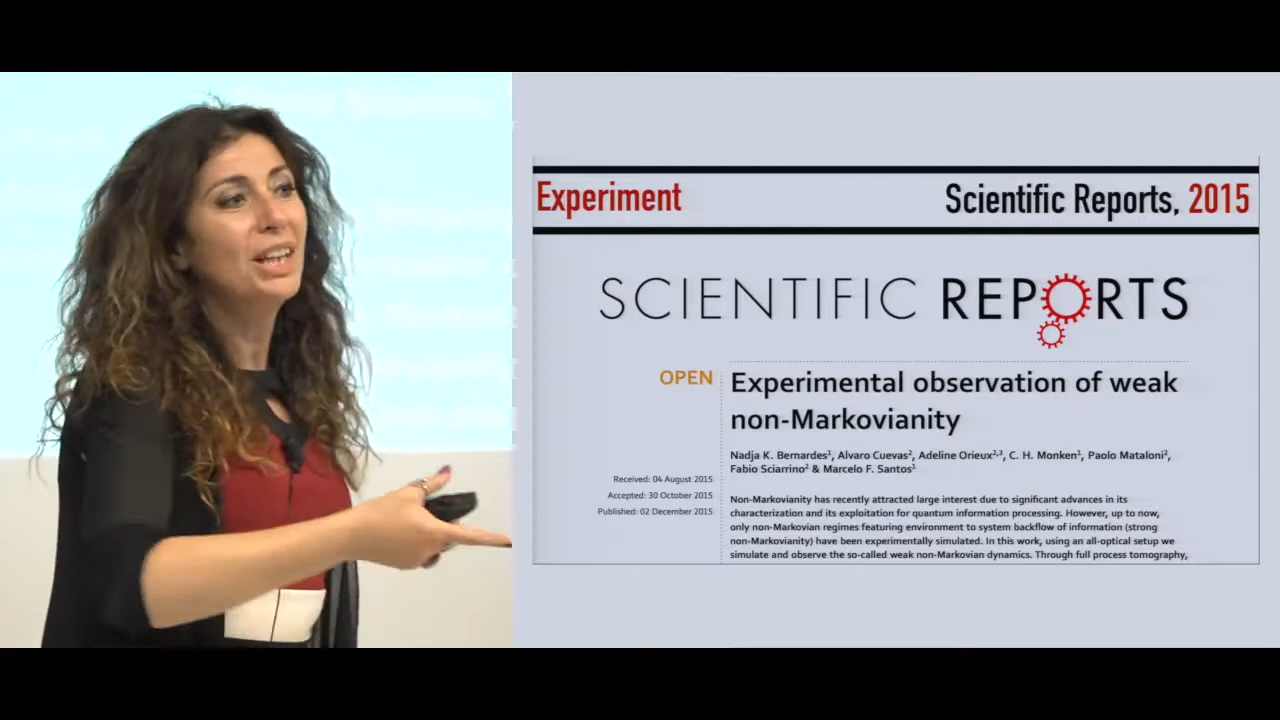 Experiment
Scientific Reports, 2015
SCIENTIFIC REPORTS
OPEN
Experimental observation of weak
non-Markovianity
Nadja K. Bernardes¹, Alvaro Cuevas², Adeline Orieux²,³, C. H. Monken¹, Paolo Mataloni²,
Fabio Sciarrino² & Marcelo F. Santos¹
Received: 04 August 2015
Accepted: 30 October 2015
Published: 02 December 2015
Non-Markovianity has recently attracted large interest due to significant advances in its
characterization and its exploitation for quantum information processing. However, up to now,
only non-Markovian regimes featuring environment to system backflow of information (strong
non-Markovianity) have been experimentally simulated. In this work, using an all-optical setup we
simulate and observe the so-called weak non-Markovian dynamics. Through full process tomography,